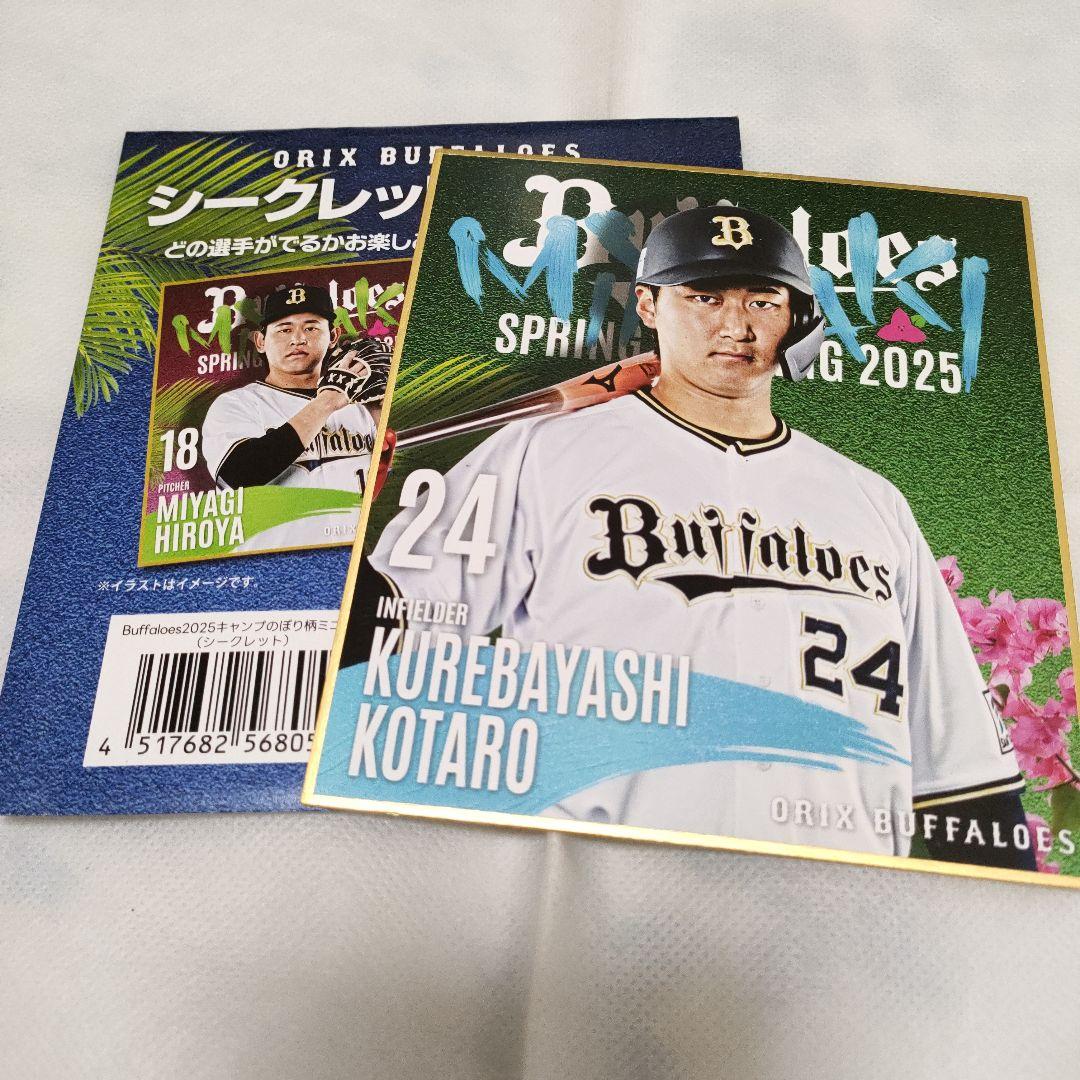 ORIX BUFFALOES
シークレッ
どの選手がでるかお楽しみ
Buffaloes
SPRING
18
PITCHER
MIYAGI
HIROYA
ORIX
※イラストはイメージです。
Buffaloes2025キャンプのぼり柄ミニ
(シークレット)
4 517682 56805
Buffaloes
SPRING
NG 2025
B
24
Buffaloes
24
INFIELDER
KUREBAYASHI
KOTARO
ORIX BUFFALOES